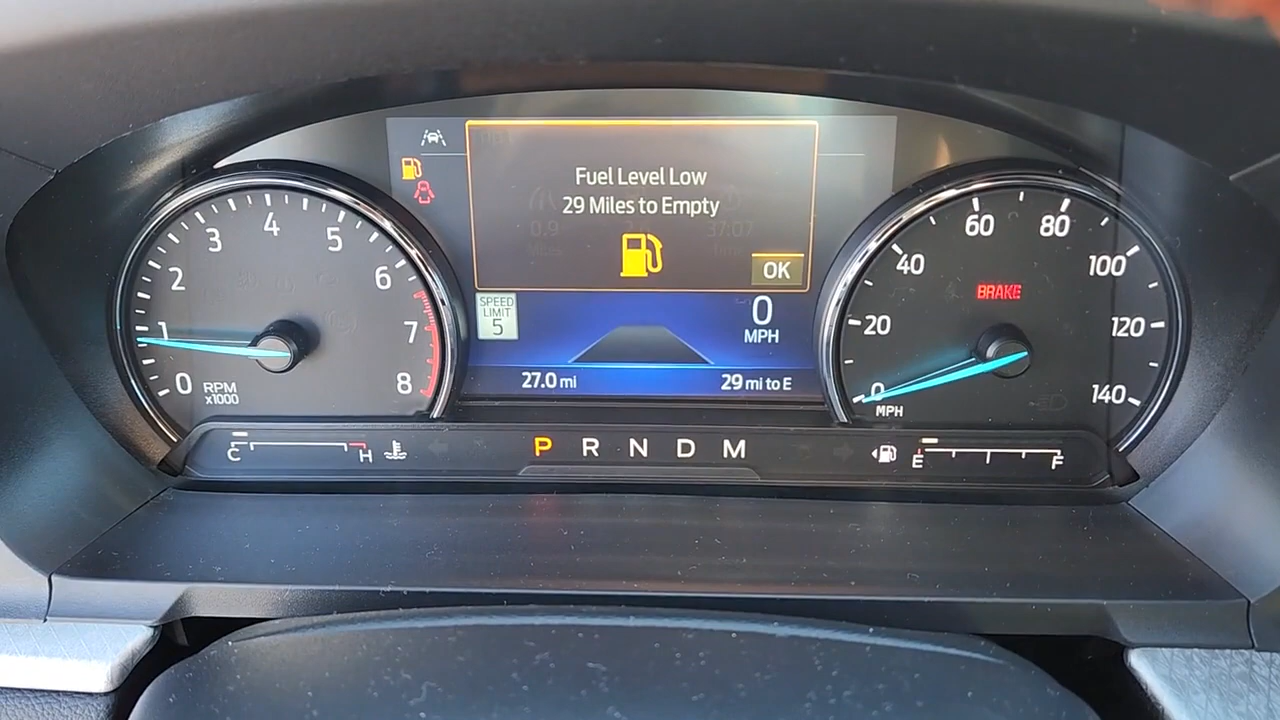 Fuel Level Low
29 Miles to Empty
OK
SPEED
LIMIT
5
0
MPH
27.0 mi
29 mi to E
0
1
2
3
4
5
6
7
8
RPM
x1000
0
20
40
60
80
100
120
140
BRAKE
MPH
C
H
P R N D M
E
F